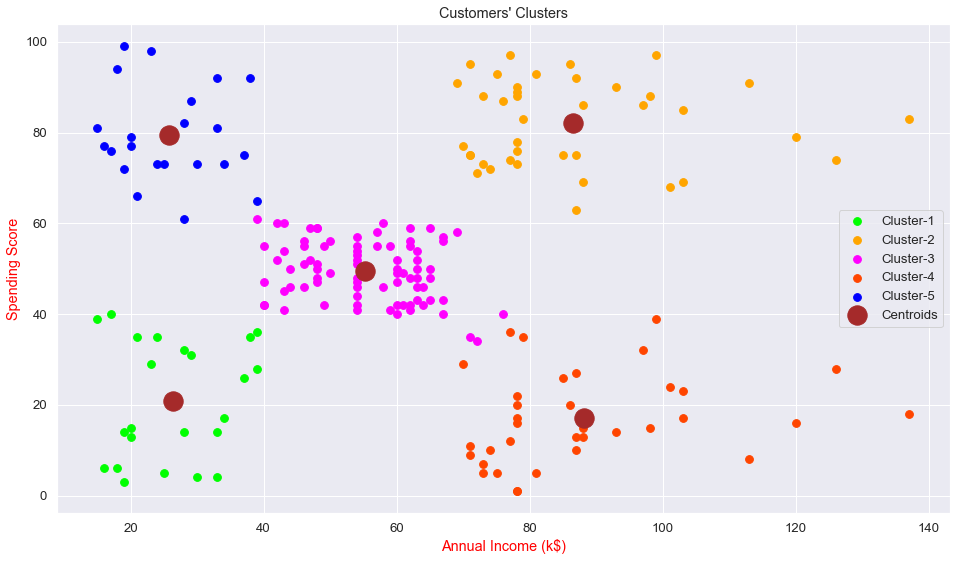 Customers' Clusters
Spending Score
100
80
60
40
20
0
Cluster-1
Cluster-2
Cluster-3
Cluster-4
Cluster-5
Centroids
20 40 60 80 100 120 140
Annual Income (k$)